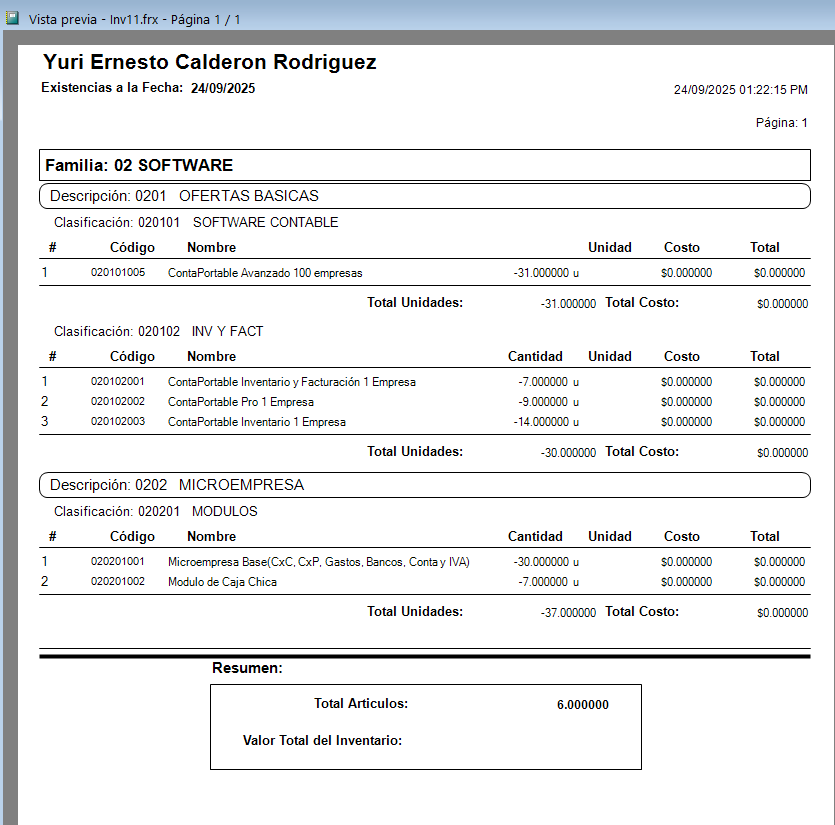 Vista previa - Inv11.frx - Página 1 / 1
Yuri Ernesto Calderon Rodriguez
Existencias a la Fecha: 24/09/2025
24/09/2025 01:22:15 PM
Página: 1
Familia: 02 SOFTWARE
Descripción: 0201 OFERTAS BASICAS
Clasificación: 020101 SOFTWARE CONTABLE
# Código Nombre Unidad Costo Total
1 020101005 ContaPortable Avanzado 100 empresas -31.000000 u $0.000000 $0.000000
Total Unidades: -31.000000 Total Costo: $0.000000
Clasificación: 020102 INV Y FACT
# Código Nombre Cantidad Unidad Costo Total
1 020102001 ContaPortable Inventario y Facturación 1 Empresa -7.000000 u $0.000000 $0.000000
2 020102002 ContaPortable Pro 1 Empresa -9.000000 u $0.000000 $0.000000
3 020102003 ContaPortable Inventario 1 Empresa -14.000000 u $0.000000 $0.000000
Total Unidades: -30.000000 Total Costo: $0.000000
Descripción: 0202 MICROEMPRESA
Clasificación: 020201 MODULOS
# Código Nombre Cantidad Unidad Costo Total
1 020201001 Microempresa Base(CxC, CxP, Gastos, Bancos, Conta y IVA) -30.000000 u $0.000000 $0.000000
2 020201002 Modulo de Caja Chica -7.000000 u $0.000000 $0.000000
Total Unidades: -37.000000 Total Costo: $0.000000
Resumen:
Total Articulos: 6.000000
Valor Total del Inventario: